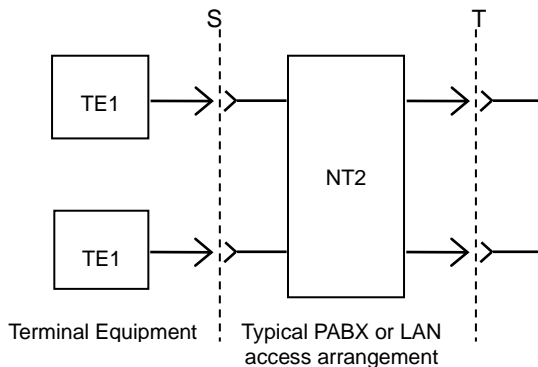 S
T
TE1
NT2
TE1
Terminal Equipment
Typical PABX or LAN
access arrangement